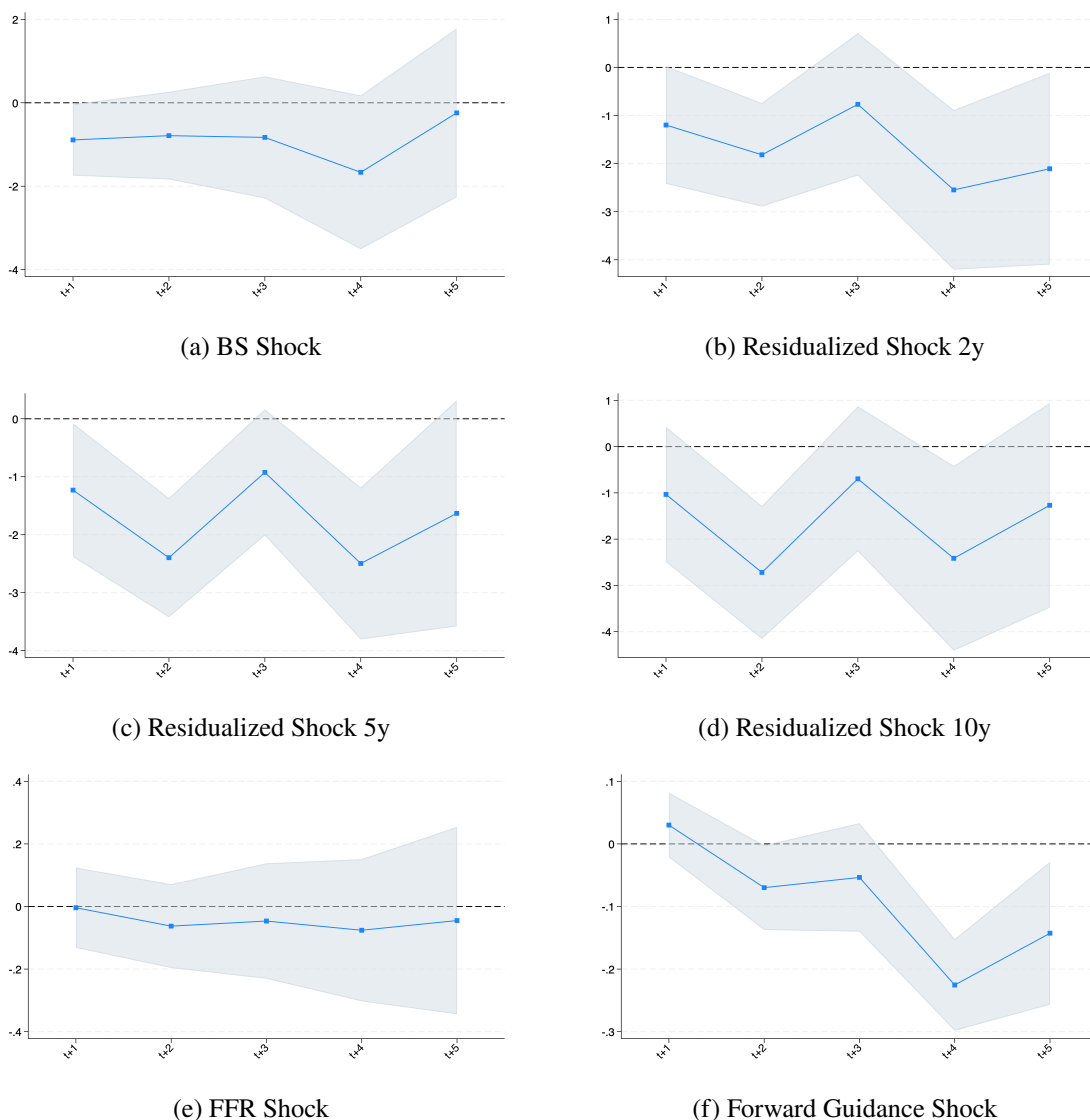 2
0
-2
-4
t+1 t+2 t+3 t+4 t+5
(a) BS Shock
1
0
-1
-2
-3
-4
t+1 t+2 t+3 t+4 t+5
(b) Residualized Shock 2y
0
-1
-2
-3
-4
t+1 t+2 t+3 t+4 t+5
(c) Residualized Shock 5y
1
0
-1
-2
-3
-4
t+1 t+2 t+3 t+4 t+5
(d) Residualized Shock 10y
.4
.2
0
-.2
-.4
t+1 t+2 t+3 t+4 t+5
(e) FFR Shock
.1
0
-.1
-.2
-.3
t+1 t+2 t+3 t+4 t+5
(f) Forward Guidance Shock